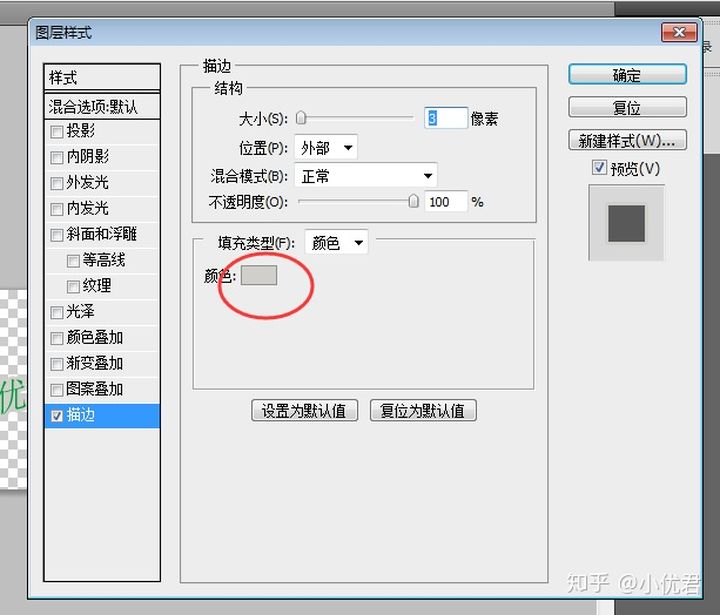 图层样式
录
样式
混合选项:默认
投影
内阴影
外发光
内发光
斜面和浮雕
等高线
纹理
光泽
颜色叠加
渐变叠加
图案叠加
描边
描边
结构
大小(S): 3 像素
位置(P): 外部
混合模式(B): 正常
不透明度(O): 100 %
填充类型(F): 颜色
颜色:
设置为默认值 复位为默认值
确定
复位
新建样式(W)...
预览(V)
优
知乎 @小优君